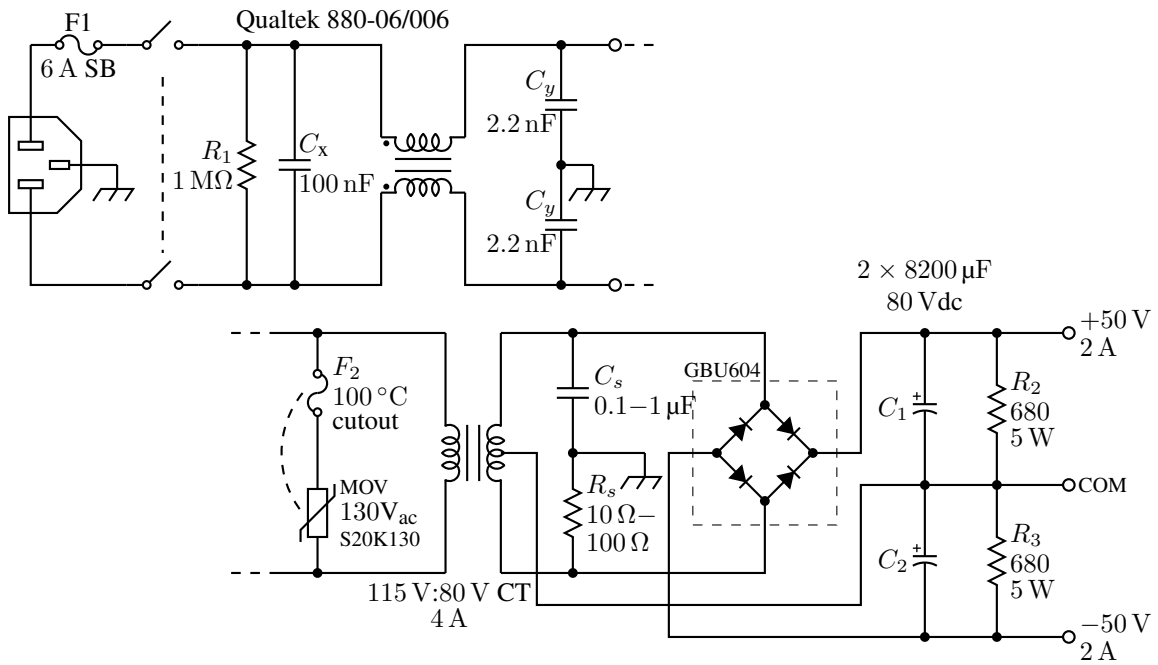 F1
Qualtek 880-06/006
6 A SB
R1
1 MΩ
Cx
100 nF
Cy
2.2 nF
Cy
2.2 nF
2 × 8200 µF
80 Vdc
F2
100 °C
cutout
MOV
130Vac
S20K130
115 V:80 V CT
4 A
Cs
0.1−1 µF
Rs
10 Ω−
100 Ω
GBU604
+
C1
+
C2
R2
680
5 W
R3
680
5 W
+50 V
2 A
COM
−50 V
2 A